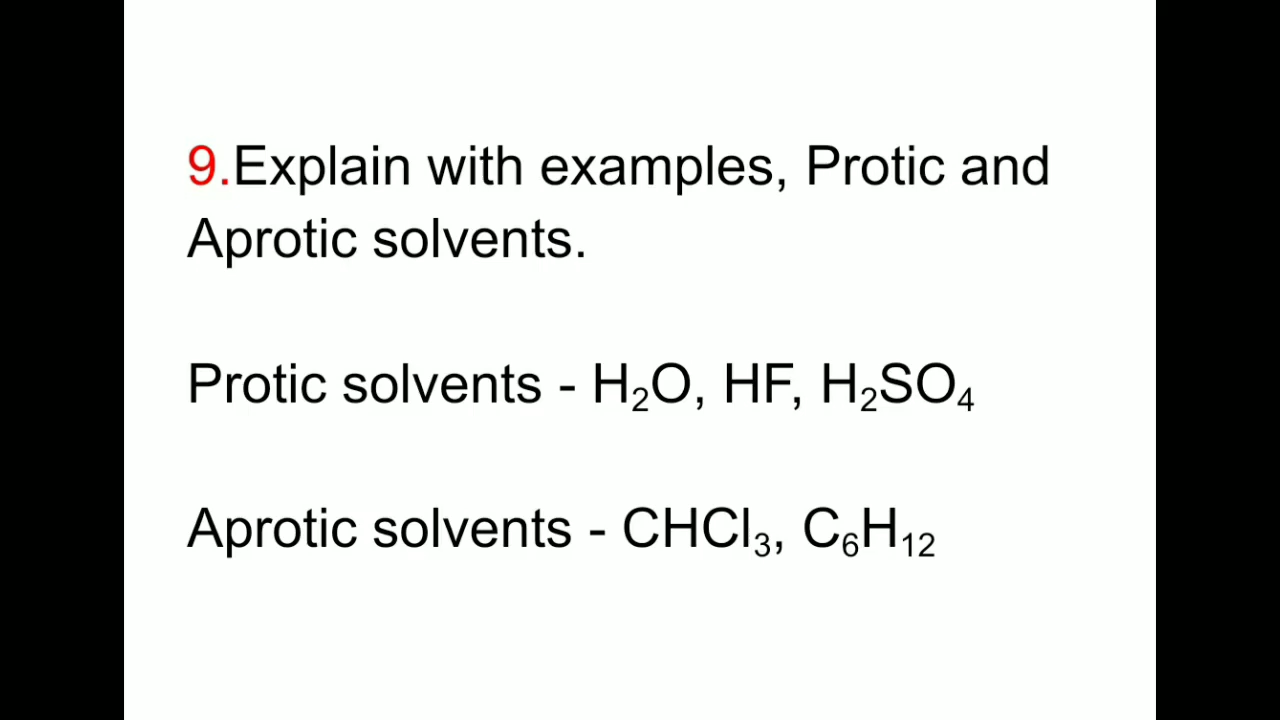 9.Explain with examples, Protic and
Aprotic solvents.
Protic solvents - H₂O, HF, H₂SO₄
Aprotic solvents - CHCl₃, C₆H₁₂